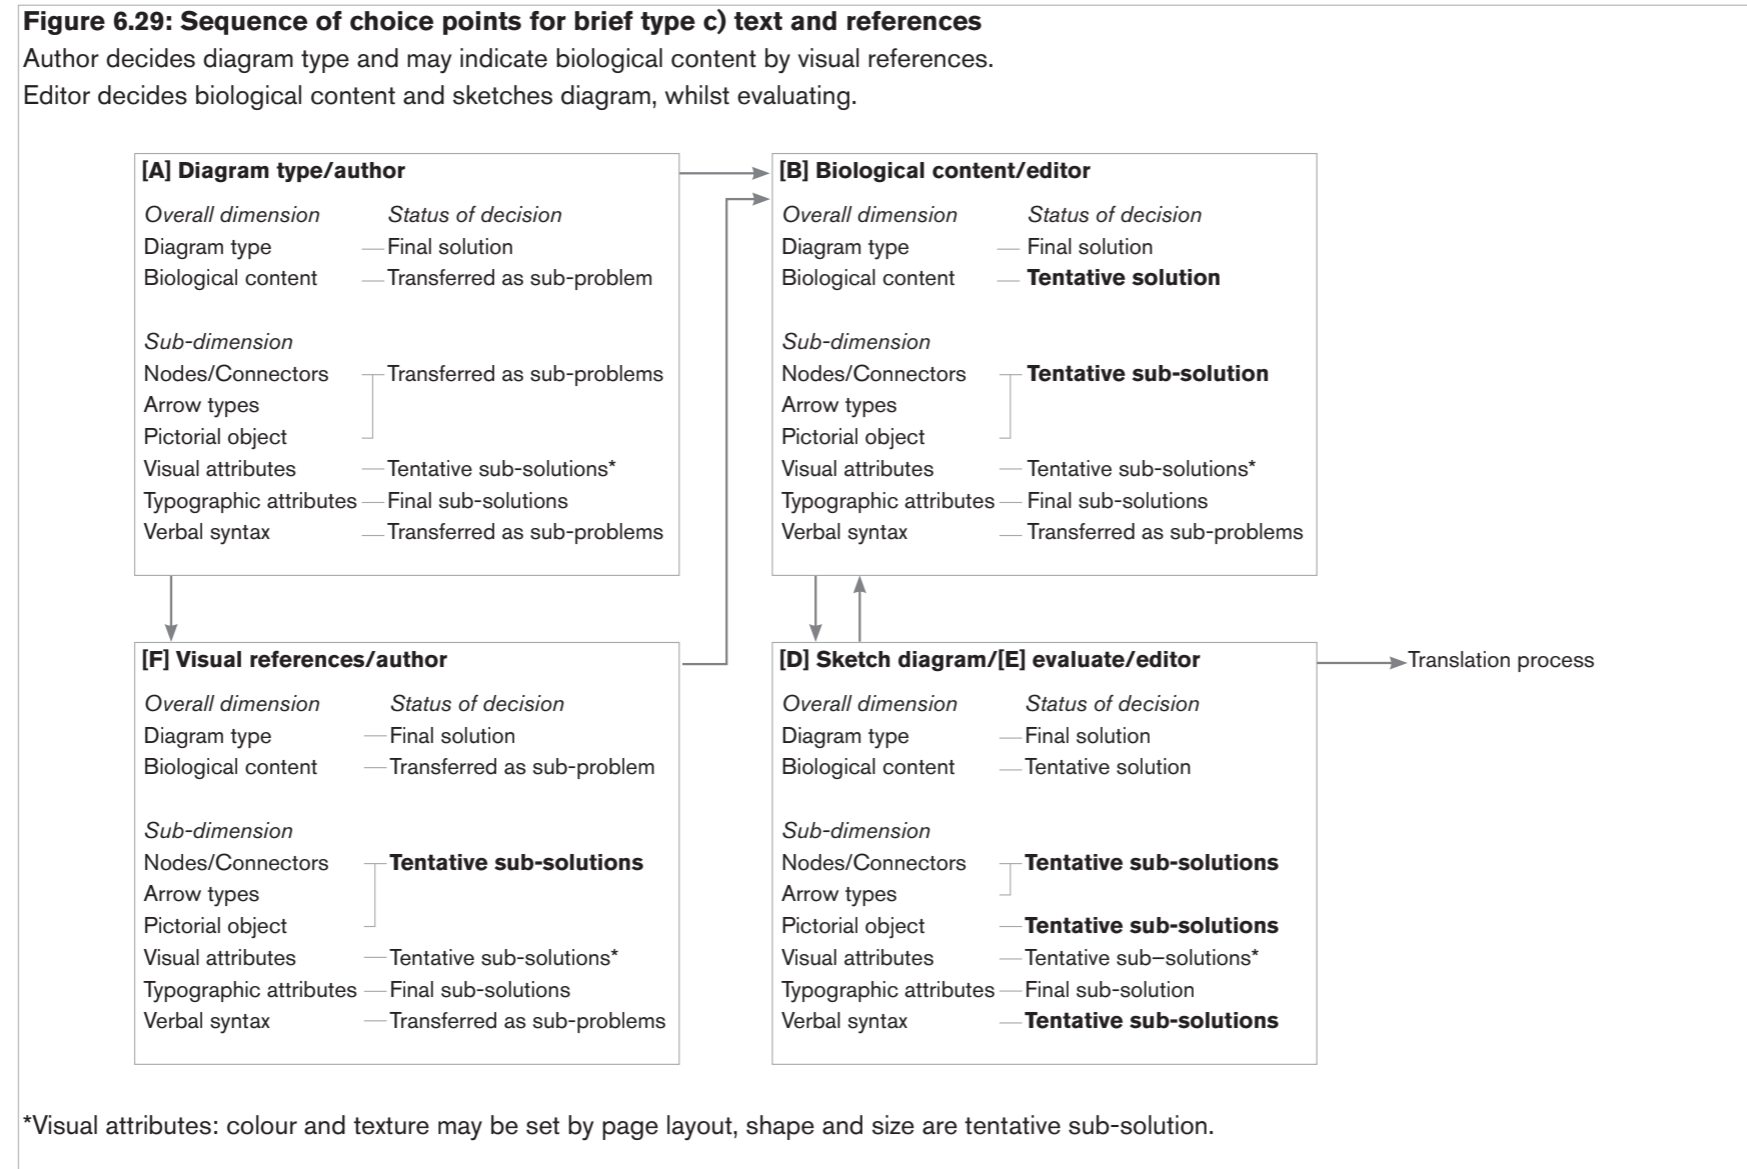 Figure 6.29: Sequence of choice points for brief type c) text and references
Author decides diagram type and may indicate biological content by visual references.
Editor decides biological content and sketches diagram, whilst evaluating.
[A] Diagram type/author
Overall dimension Status of decision
Diagram type Final solution
Biological content Transferred as sub-problem
Sub-dimension
Nodes/Connectors Transferred as sub-problems
Arrow types
Pictorial object
Visual attributes Tentative sub-solutions*
Typographic attributes Final sub-solutions
Verbal syntax Transferred as sub-problems
[B] Biological content/editor
Overall dimension Status of decision
Diagram type Final solution
Biological content Tentative solution
Sub-dimension
Nodes/Connectors Tentative sub-solution
Arrow types
Pictorial object
Visual attributes Tentative sub-solutions*
Typographic attributes Final sub-solutions
Verbal syntax Transferred as sub-problems
[F] Visual references/author
Overall dimension Status of decision
Diagram type Final solution
Biological content Transferred as sub-problem
Sub-dimension
Nodes/Connectors Tentative sub-solutions
Arrow types
Pictorial object
Visual attributes Tentative sub-solutions*
Typographic attributes Final sub-solutions
Verbal syntax Transferred as sub-problems
[D] Sketch diagram/[E] evaluate/editor
Overall dimension Status of decision
Diagram type Final solution
Biological content Tentative solution
Sub-dimension
Nodes/Connectors Tentative sub-solutions
Arrow types
Pictorial object Tentative sub-solutions
Visual attributes Tentative sub–solutions*
Typographic attributes Final sub-solution
Verbal syntax Tentative sub-solutions
Translation process
*Visual attributes: colour and texture may be set by page layout, shape and size are tentative sub-solution.